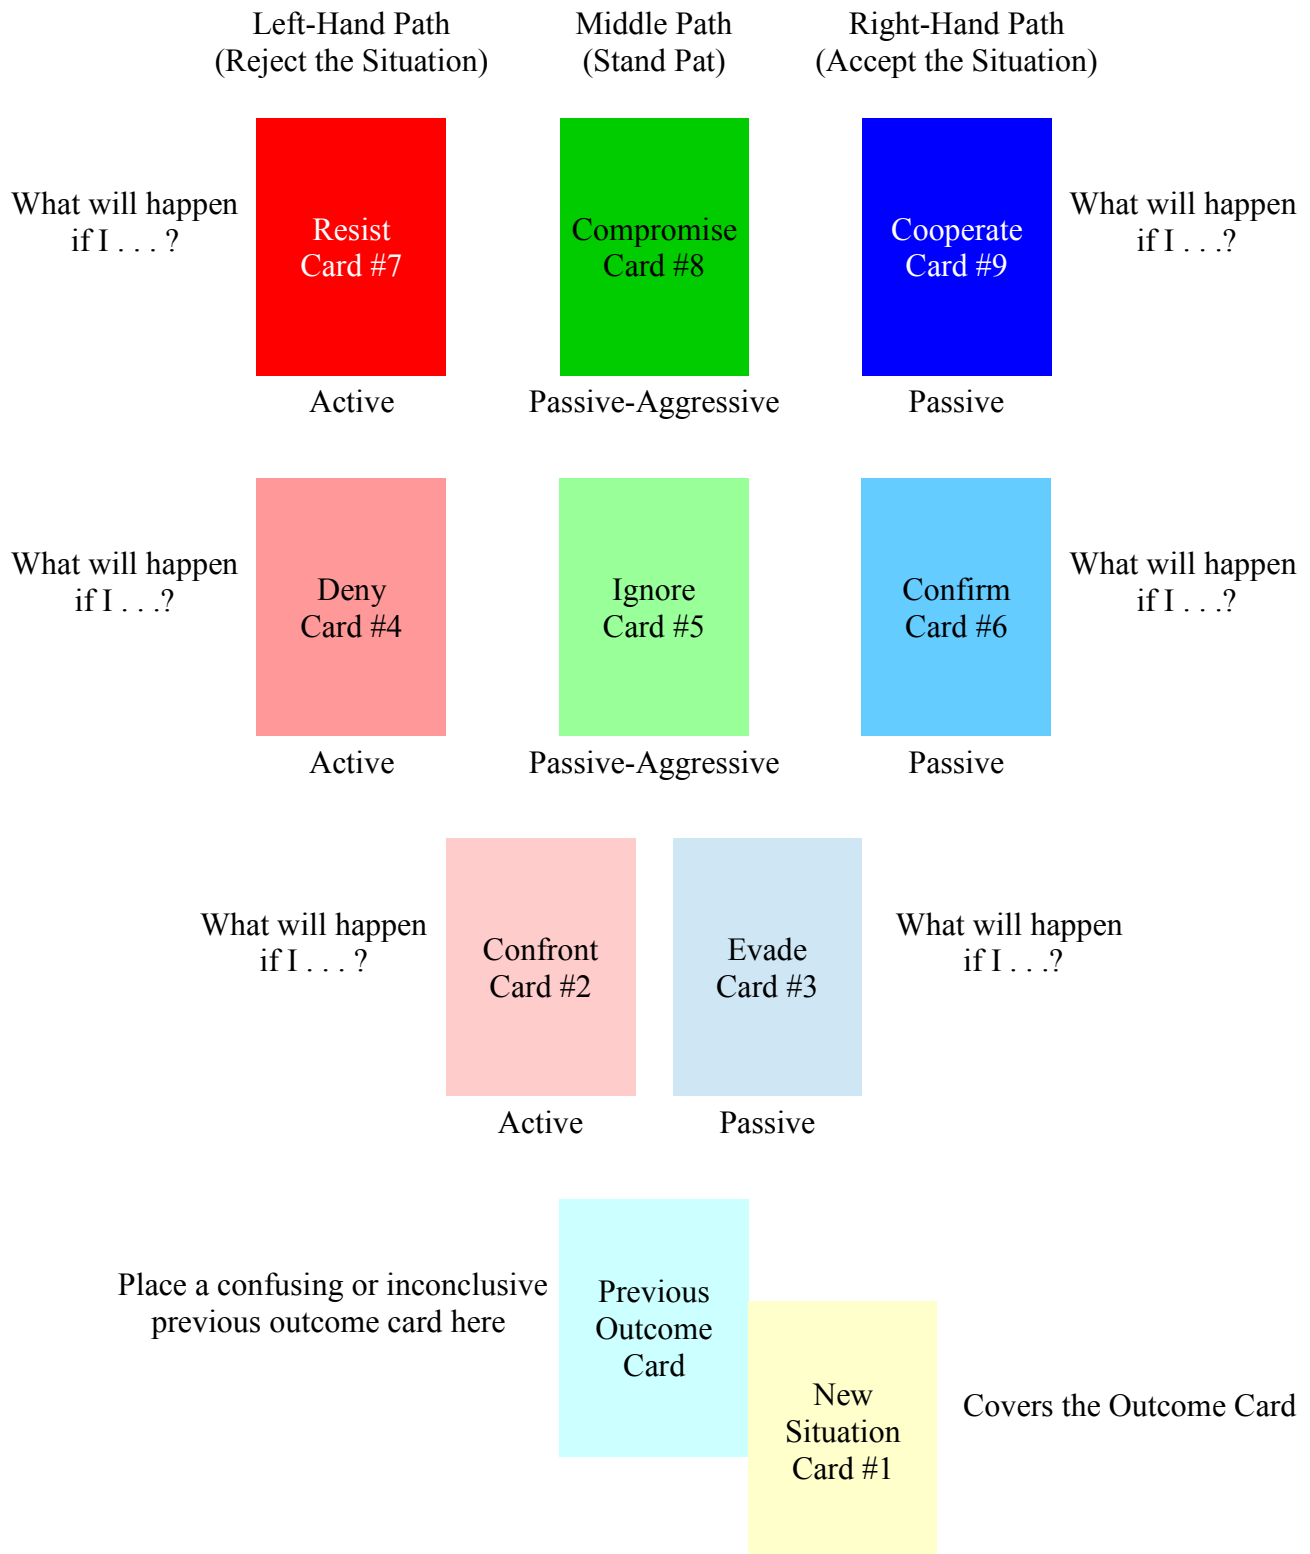 Left-Hand Path
(Reject the Situation)
Middle Path
(Stand Pat)
Right-Hand Path
(Accept the Situation)
What will happen
if I . . . ?
Resist
Card #7
Compromise
Card #8
Cooperate
Card #9
What will happen
if I . . .?
Active
Passive-Aggressive
Passive
What will happen
if I . . .?
Deny
Card #4
Ignore
Card #5
Confirm
Card #6
What will happen
if I . . .?
Active
Passive-Aggressive
Passive
What will happen
if I . . . ?
Confront
Card #2
Evade
Card #3
What will happen
if I . . .?
Active
Passive
Place a confusing or inconclusive
previous outcome card here
Previous
Outcome
Card
New
Situation
Card #1
Covers the Outcome Card